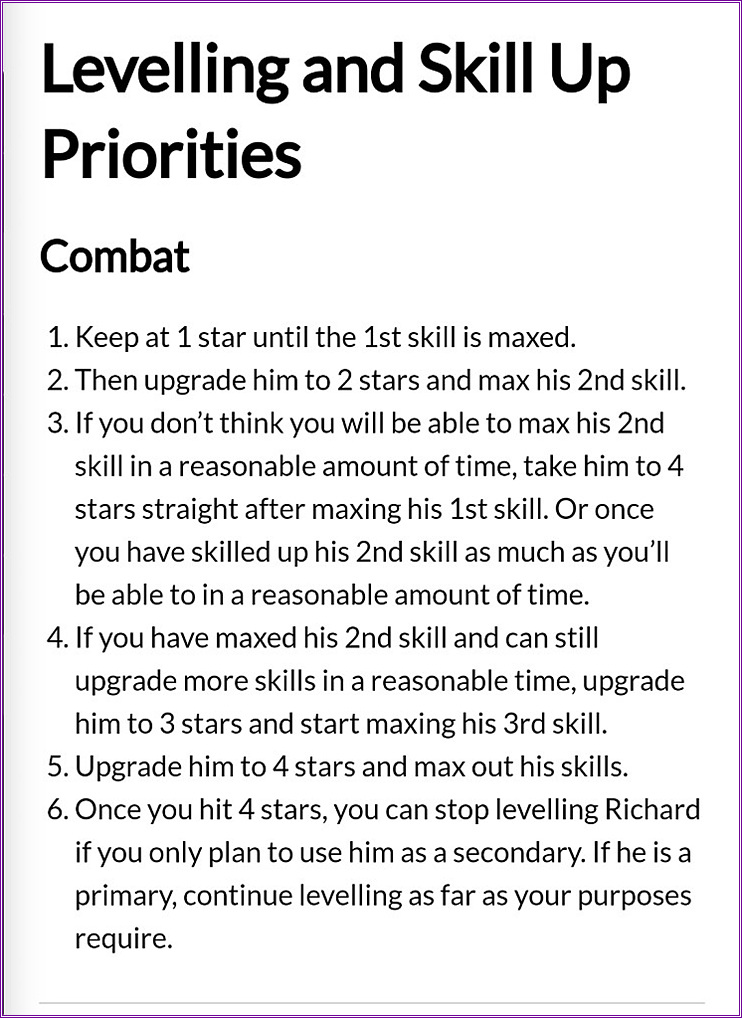 Levelling and Skill Up
Priorities
Combat
1. Keep at 1 star until the 1st skill is maxed.
2. Then upgrade him to 2 stars and max his 2nd skill.
3. If you don’t think you will be able to max his 2nd
skill in a reasonable amount of time, take him to 4
stars straight after maxing his 1st skill. Or once
you have skilled up his 2nd skill as much as you’ll
be able to in a reasonable amount of time.
4. If you have maxed his 2nd skill and can still
upgrade more skills in a reasonable time, upgrade
him to 3 stars and start maxing his 3rd skill.
5. Upgrade him to 4 stars and max out his skills.
6. Once you hit 4 stars, you can stop levelling Richard
if you only plan to use him as a secondary. If he is a
primary, continue levelling as far as your purposes
require.